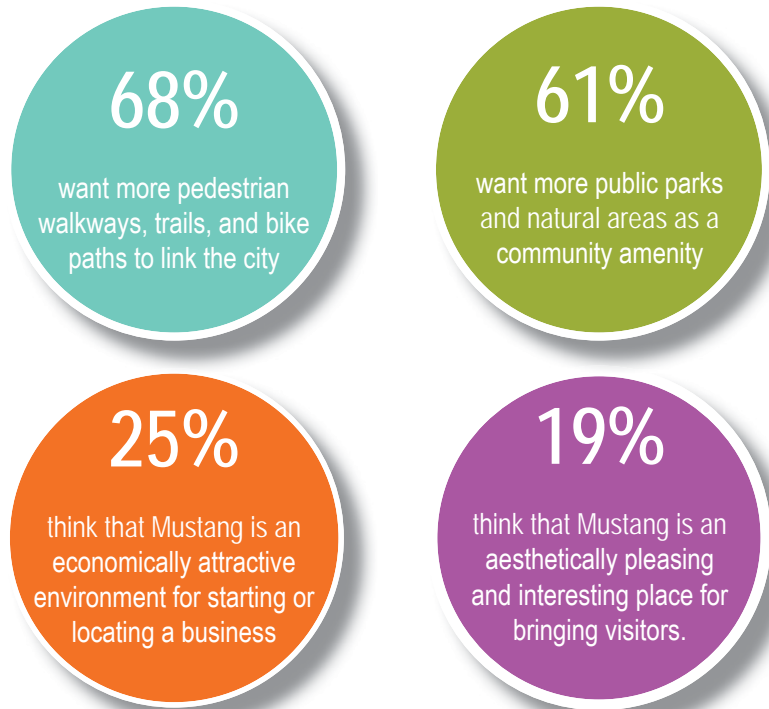 68%
want more pedestrian
walkways, trails, and bike
paths to link the city
61%
want more public parks
and natural areas as a
community amenity
25%
think that Mustang is an
economically attractive
environment for starting or
locating a business
19%
think that Mustang is an
aesthetically pleasing
and interesting place for
bringing visitors.